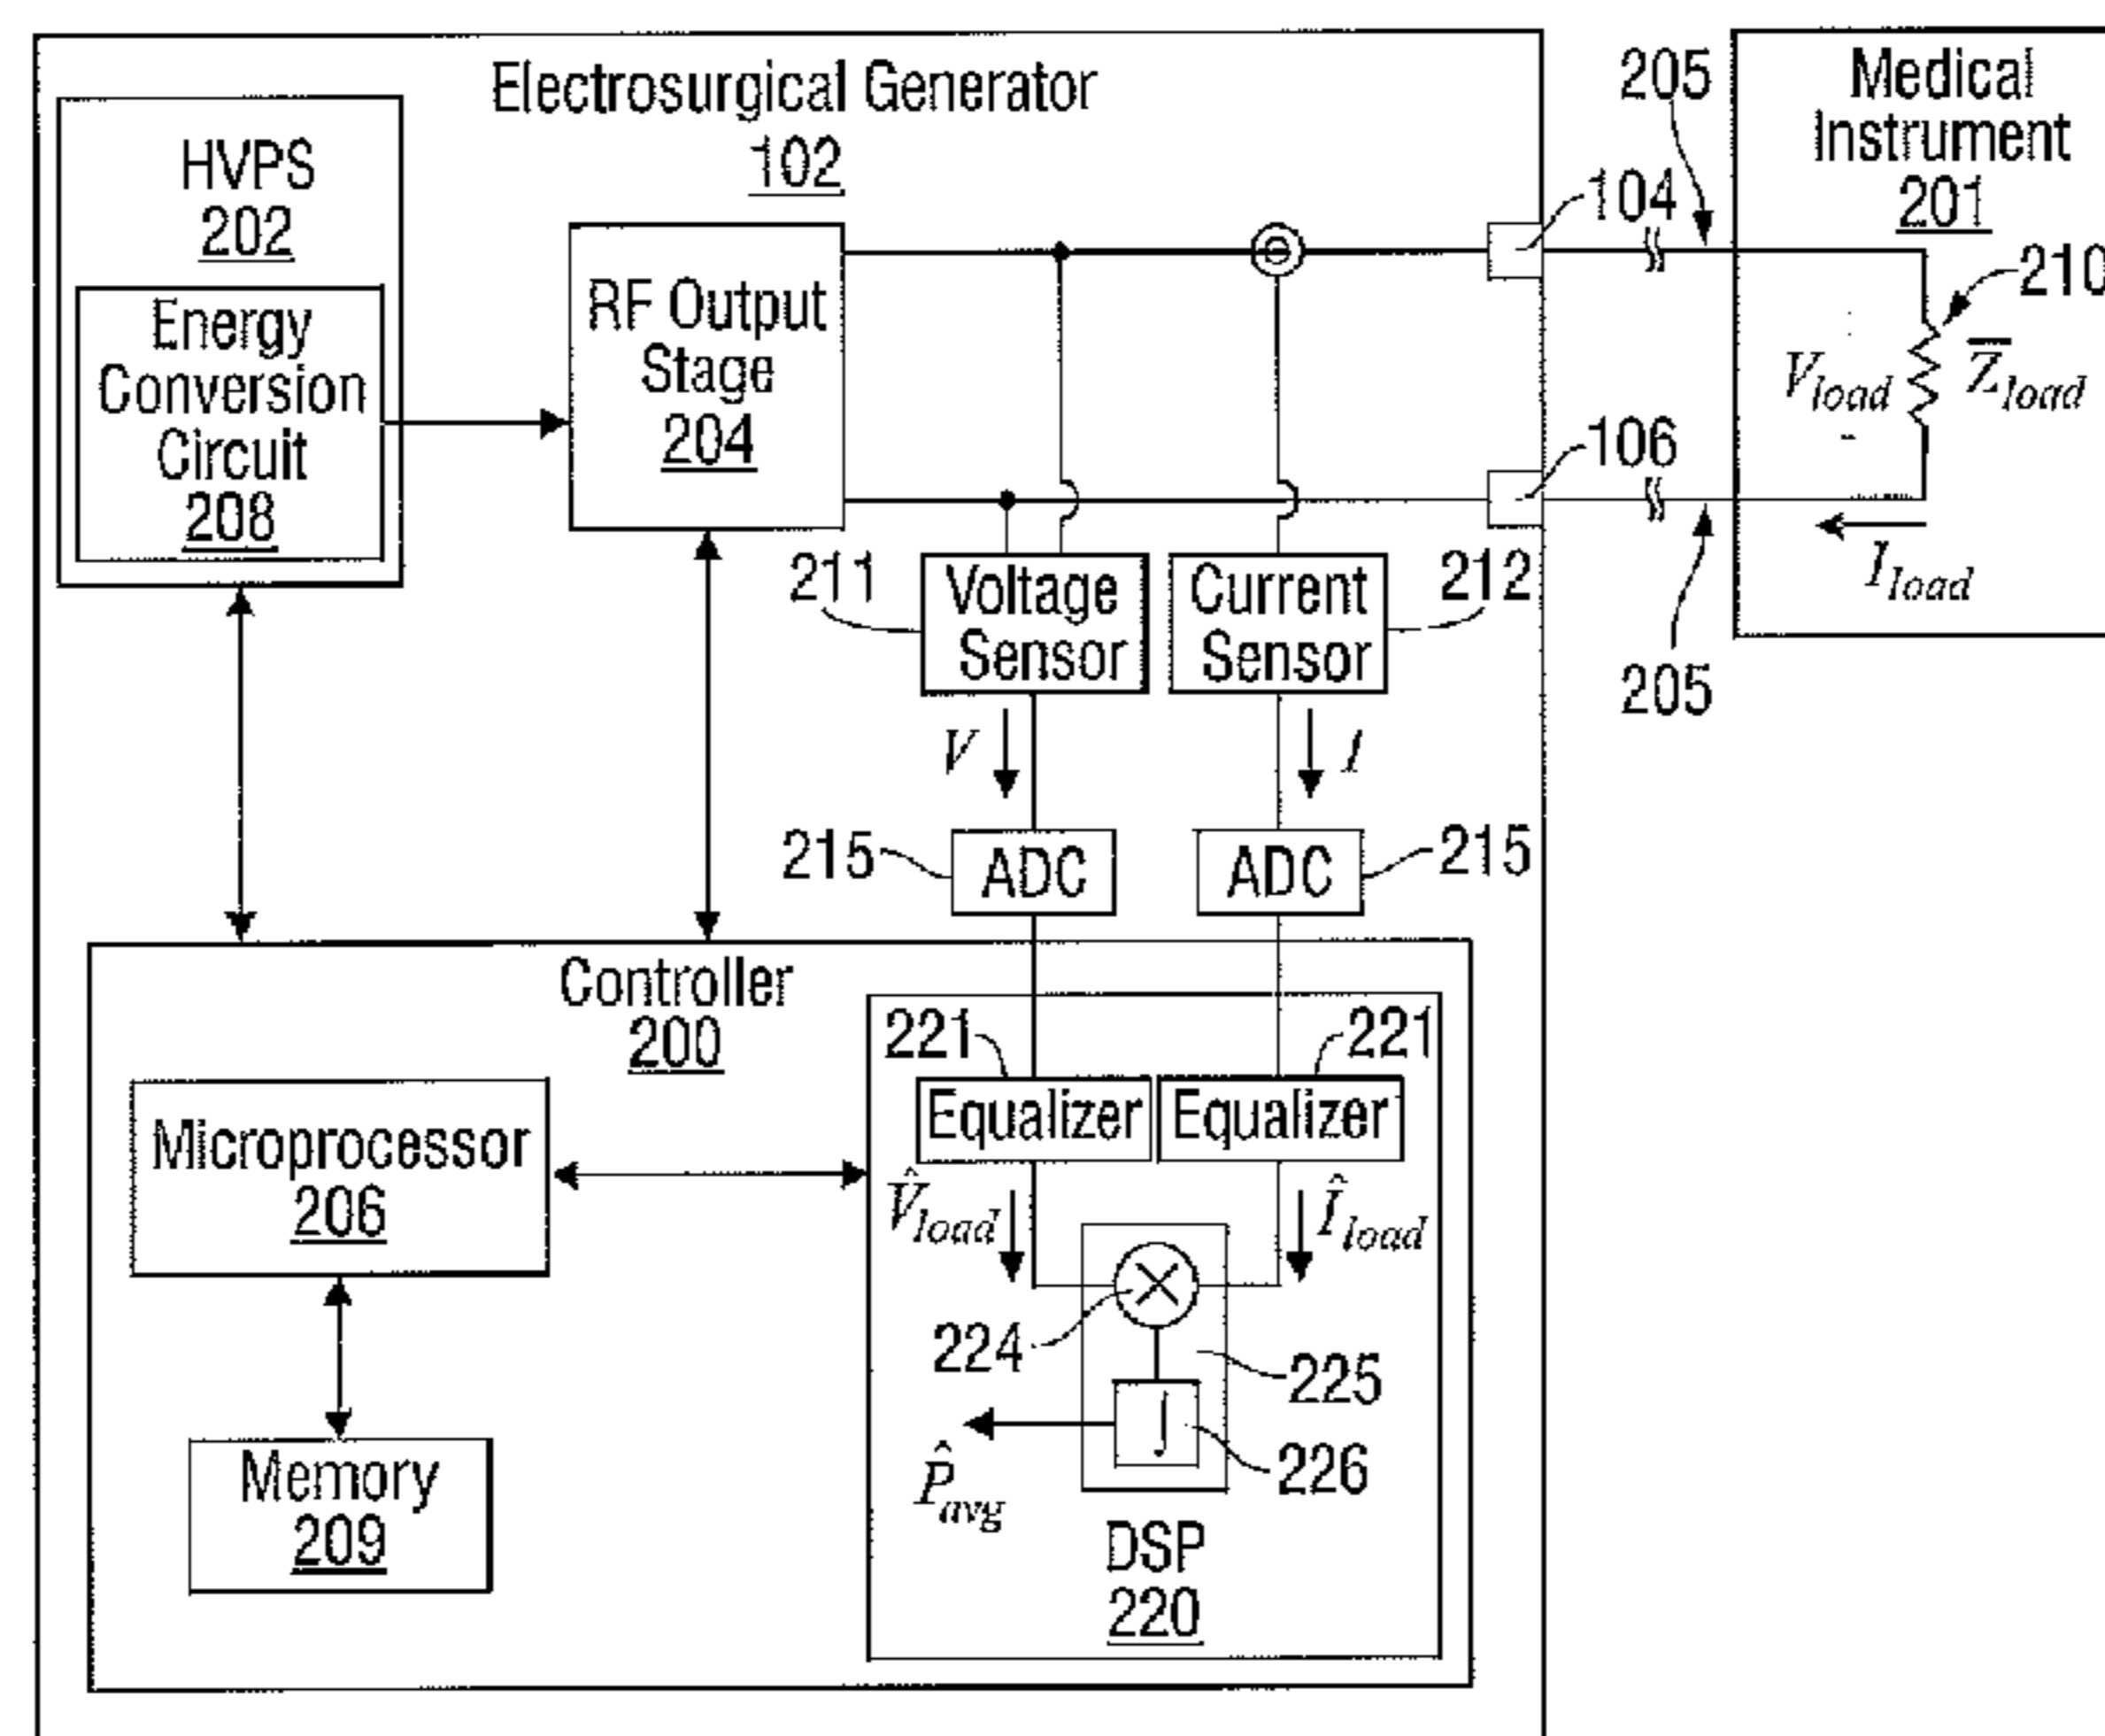 Electrosurgical Generator
102
HVPS
202
Energy
Conversion
Circuit
208
RF Output
Stage
204
205
104
Medical
Instrument
201
210
V_load
Z̅_load
106
I_load
205
211
Voltage
Sensor
Current
Sensor
212
V
I
215
ADC
ADC
215
Controller
200
221
221
Equalizer
Equalizer
Microprocessor
206
V̂_load
Î_load
224
225
∫
226
P̂_avg
Memory
209
DSP
220